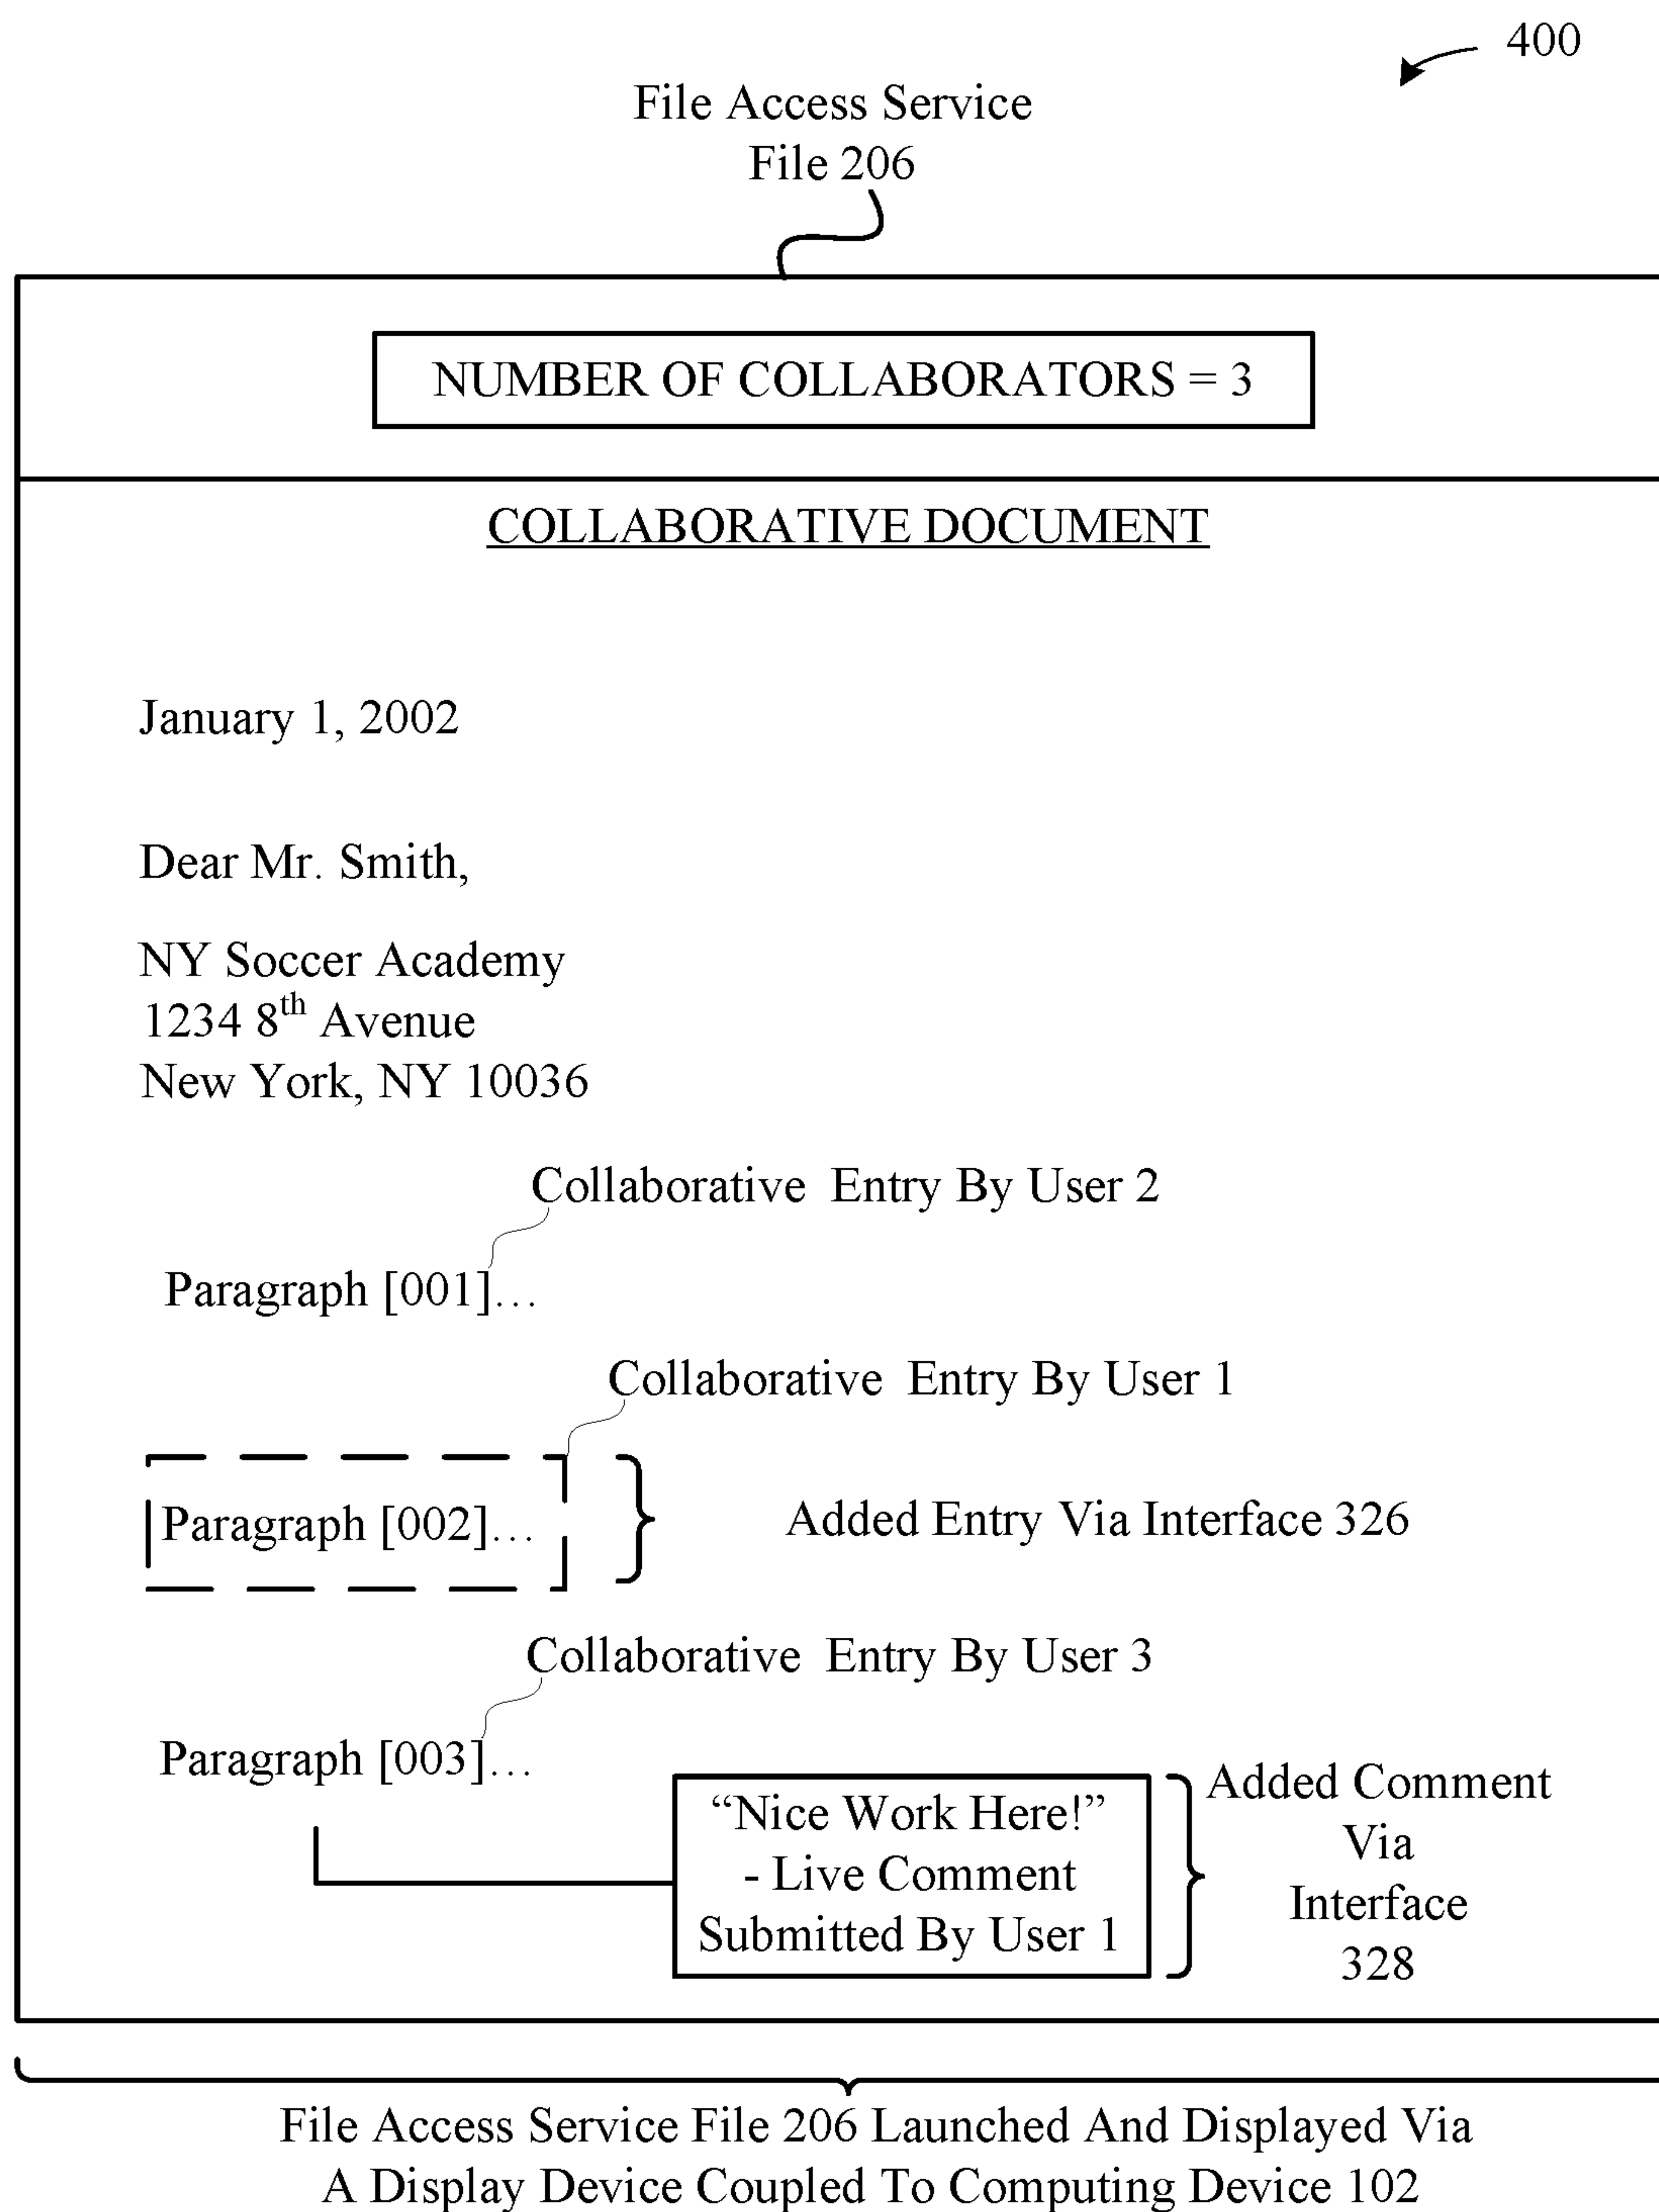 400
File Access Service
File 206
NUMBER OF COLLABORATORS = 3
COLLABORATIVE DOCUMENT
January 1, 2002
Dear Mr. Smith,
NY Soccer Academy
1234 8th Avenue
New York, NY 10036
Collaborative Entry By User 2
Paragraph [001]...
Collaborative Entry By User 1
Paragraph [002]...
Added Entry Via Interface 326
Collaborative Entry By User 3
Paragraph [003]...
“Nice Work Here!”
- Live Comment
Submitted By User 1
Added Comment
Via
Interface
328
File Access Service File 206 Launched And Displayed Via
A Display Device Coupled To Computing Device 102